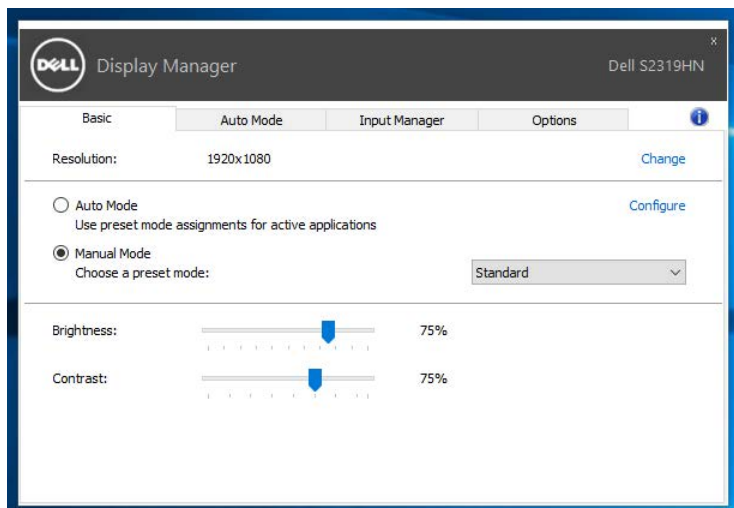 DELL
Display Manager
Dell S2319HN
x
Basic
Auto Mode
Input Manager
Options
i
Resolution:
1920x1080
Change
Auto Mode
Configure
Use preset mode assignments for active applications
Manual Mode
Choose a preset mode:
Standard
Brightness:
75%
Contrast:
75%